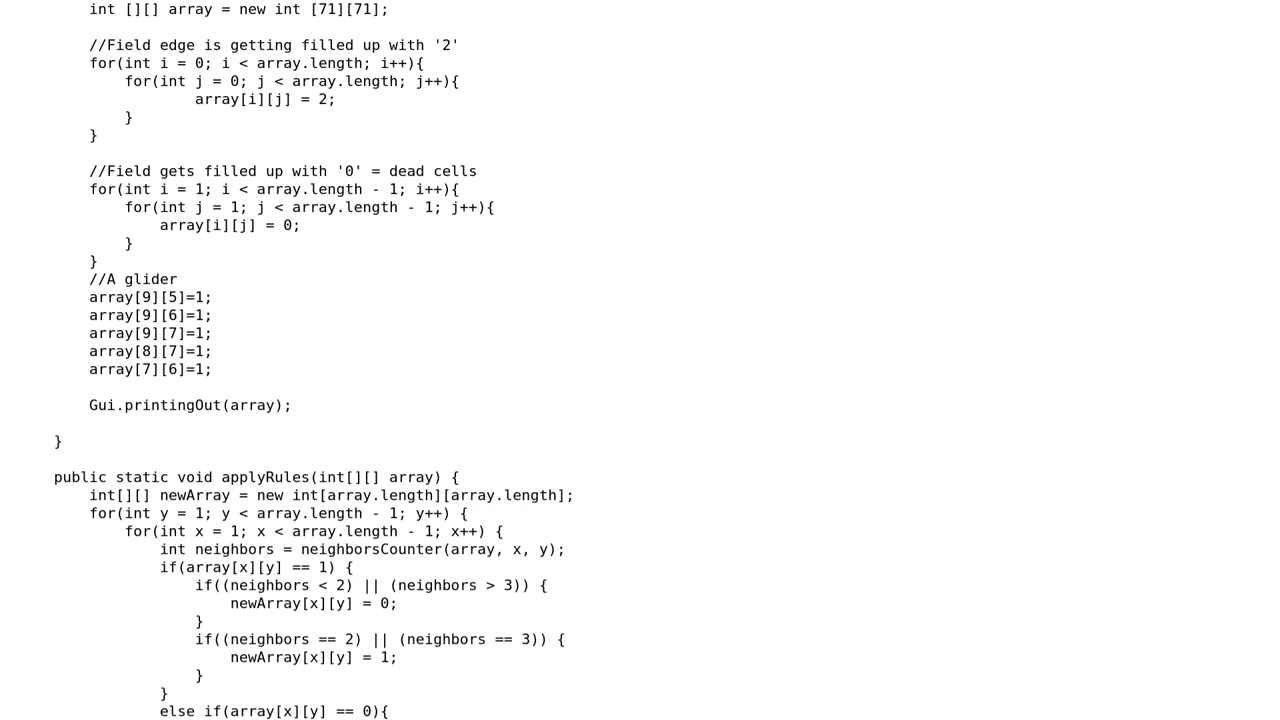 int [][] array = new int [71][71];
//Field edge is getting filled up with '2'
for(int i = 0; i < array.length; i++){
for(int j = 0; j < array.length; j++){
array[i][j] = 2;
}
}
//Field gets filled up with '0' = dead cells
for(int i = 1; i < array.length - 1; i++){
for(int j = 1; j < array.length - 1; j++){
array[i][j] = 0;
}
}
//A glider
array[9][5]=1;
array[9][6]=1;
array[9][7]=1;
array[8][7]=1;
array[7][6]=1;
Gui.printingOut(array);
}
public static void applyRules(int[][] array) {
int[][] newArray = new int[array.length][array.length];
for(int y = 1; y < array.length - 1; y++) {
for(int x = 1; x < array.length - 1; x++) {
int neighbors = neighborsCounter(array, x, y);
if(array[x][y] == 1) {
if((neighbors < 2) || (neighbors > 3)) {
newArray[x][y] = 0;
}
if((neighbors == 2) || (neighbors == 3)) {
newArray[x][y] = 1;
}
}
else if(array[x][y] == 0){